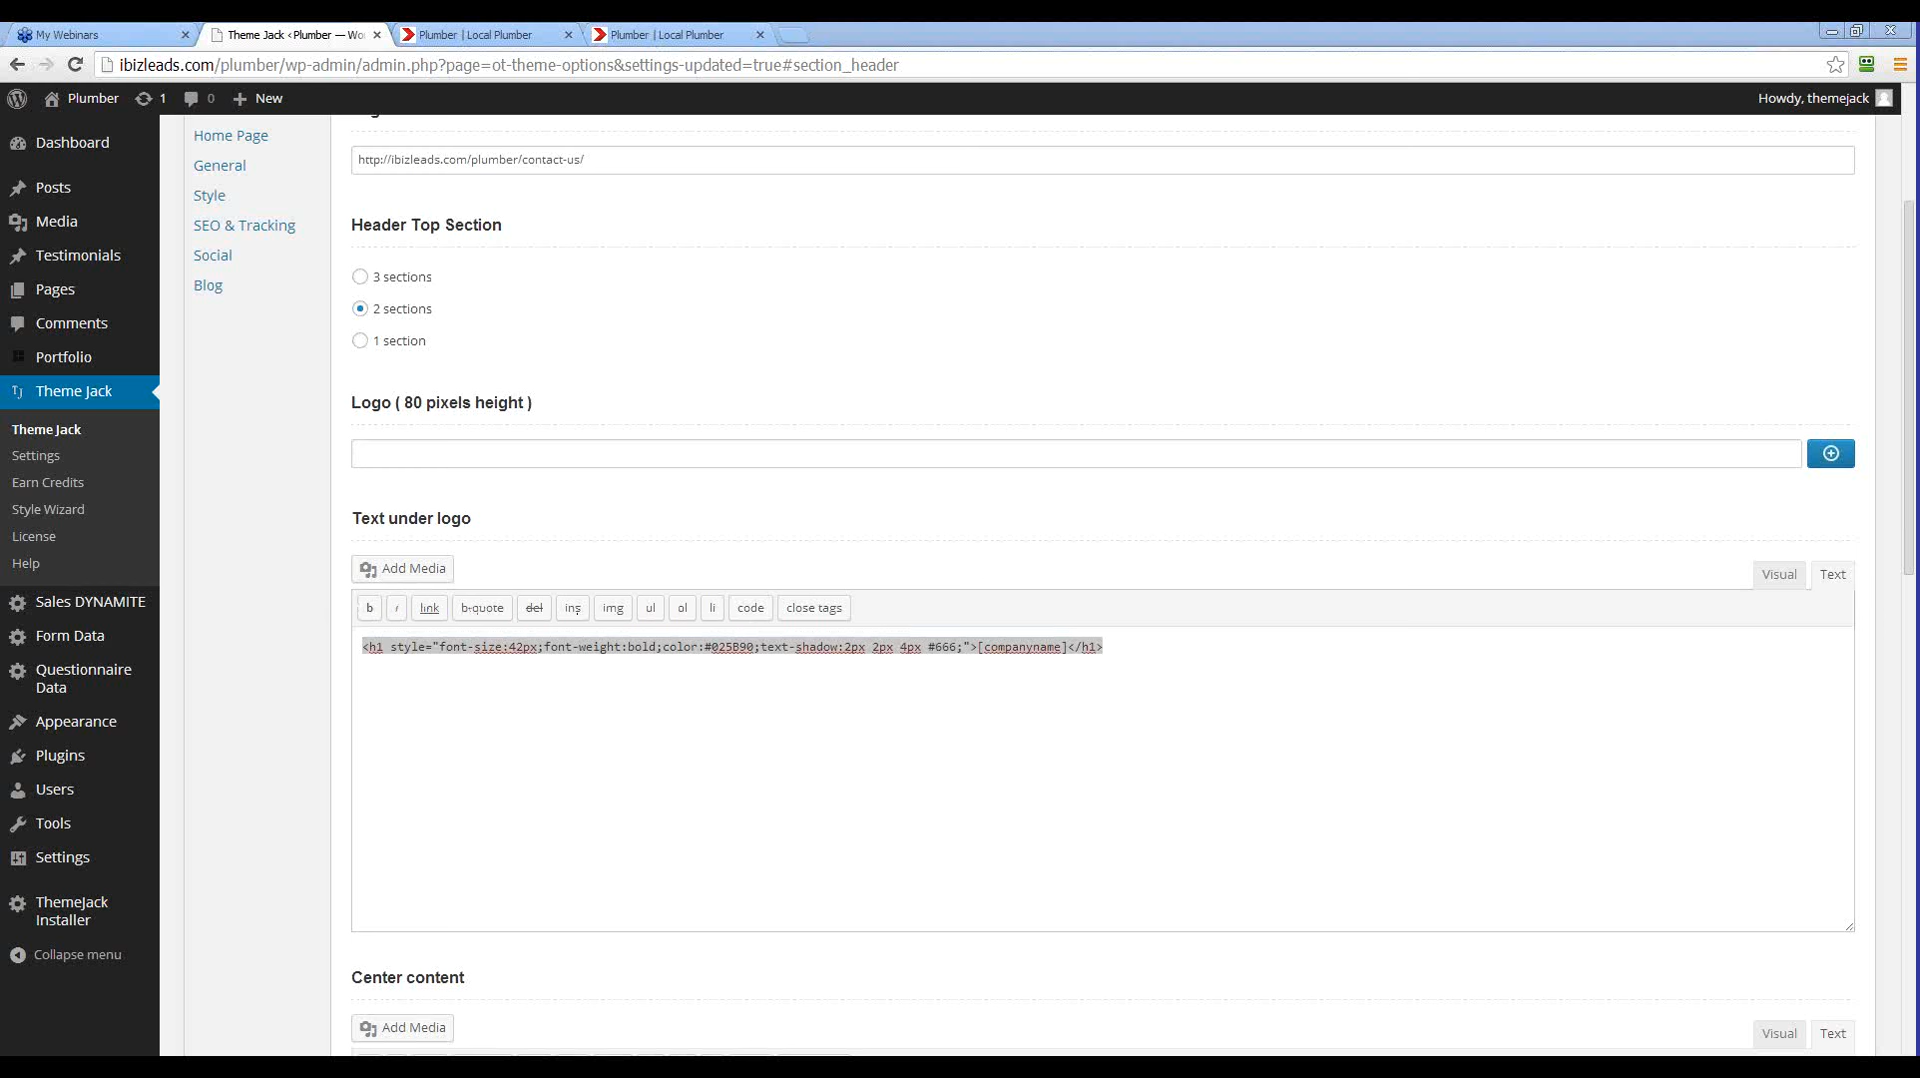 My Webinars
Theme Jack ‹ Plumber — Wo
Plumber | Local Plumber
Plumber | Local Plumber
ibizleads.com/plumber/wp-admin/admin.php?page=ot-theme-options&settings-updated=true#section_header
Plumber
1
0
New
Howdy, themejack
Dashboard
Posts
Media
Testimonials
Pages
Comments
Portfolio
TJ Theme Jack
Theme Jack
Settings
Earn Credits
Style Wizard
License
Help
Sales DYNAMITE
Form Data
Questionnaire
Data
Appearance
Plugins
Users
Tools
Settings
ThemeJack
Installer
Collapse menu
Home Page
General
Style
SEO & Tracking
Social
Blog
http://ibizleads.com/plumber/contact-us/
Header Top Section
3 sections
2 sections
1 section
Logo ( 80 pixels height )
Text under logo
Add Media
Visual
Text
b
i
link
b-quote
del
ins
img
ul
ol
li
code
close tags
<h1 style="font-size:42px;font-weight:bold;color:#025B90;text-shadow:2px 2px 4px #666;">[companyname]</h1>
Center content
Add Media
Visual
Text